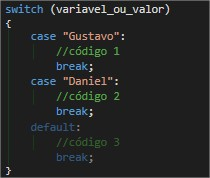 switch (variavel_ou_valor)
{
    case "Gustavo":
        //código 1
        break;
    case "Daniel":
        //código 2
        break;
    default:
        //código 3
        break;
}